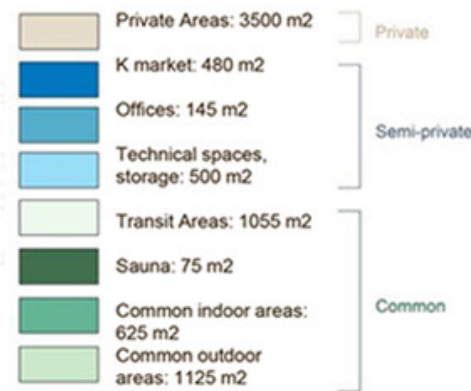 Private Areas: 3500 m2
Private
K market: 480 m2
Offices: 145 m2
Semi-private
Technical spaces,
storage: 500 m2
Transit Areas: 1055 m2
Sauna: 75 m2
Common indoor areas:
625 m2
Common
Common outdoor
areas: 1125 m2